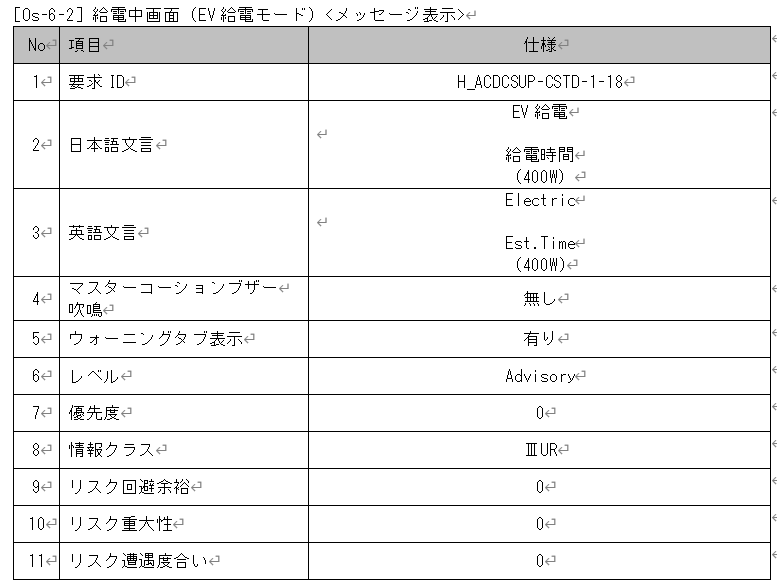 [Os-6-2] 給電中画面（EV給電モード）<メッセージ表示>↵
No↵ 項目↵ 仕様↵
1↵ 要求 ID↵ H_ACDCSUP-CSTD-1-18↵
2↵ 日本語文言↵ EV 給電↵
↵
給電時間↵
(400W) ↵
3↵ 英語文言↵ Electric↵
↵
Est.Time↵
(400W)↵
4↵ マスターコーションブザー↵
吹鳴↵ 無し↵
5↵ ウォーニングタブ表示↵ 有り↵
6↵ レベル↵ Advisory↵
7↵ 優先度↵ 0↵
8↵ 情報クラス↵ ⅢUR↵
9↵ リスク回避余裕↵ 0↵
10↵ リスク重大性↵ 0↵
11↵ リスク遭遇度合い↵ 0↵